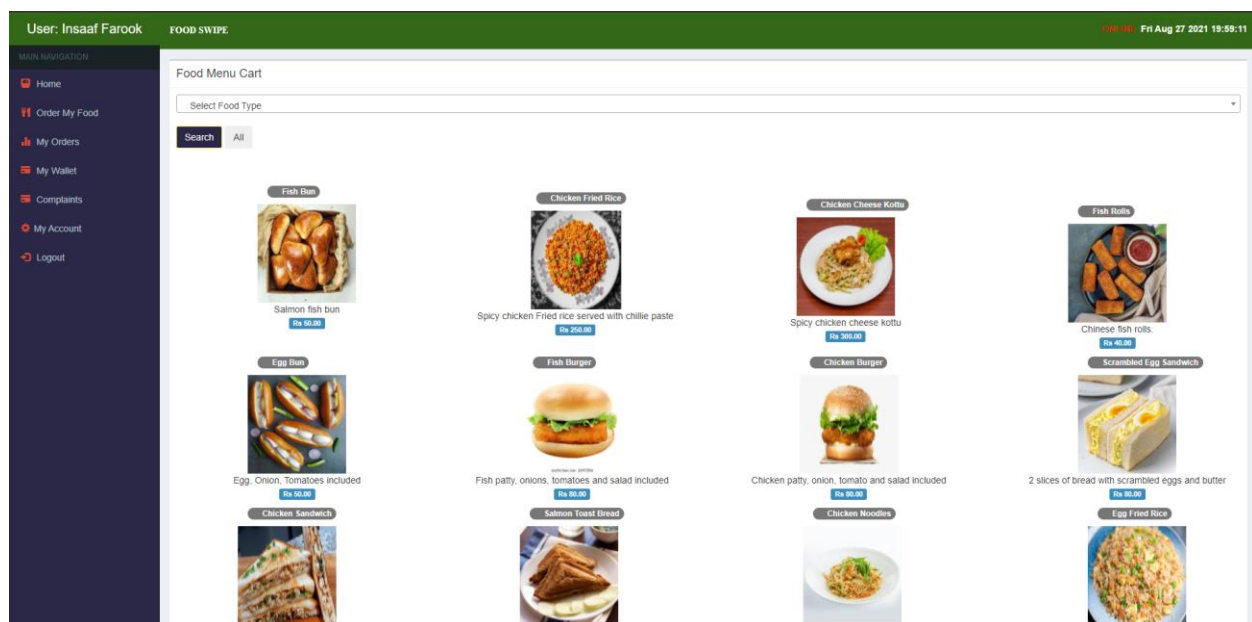 User: Insaaf Farook
FOOD SWIPE
Fri Aug 27 2021 19:59:11
MAIN NAVIGATION
Home
Order My Food
My Orders
My Wallet
Complaints
My Account
Logout
Food Menu Cart
Select Food Type
Search
All
Fish Bun
Salmon fish bun
Rs 50.00
Chicken Fried Rice
Spicy chicken Fried rice served with chillie paste
Rs 250.00
Chicken Cheese Kottu
Spicy chicken cheese kottu
Rs 300.00
Fish Rolls
Chinese fish rolls.
Rs 40.00
Egg Bun
Egg, Onion, Tomatoes included
Rs 50.00
Fish Burger
Fish patty, onions, tomatoes and salad included
Rs 80.00
Chicken Burger
Chicken patty, onion, tomato and salad included
Rs 80.00
Scrambled Egg Sandwich
2 slices of bread with scrambled eggs and butter
Rs 80.00
Chicken Sandwich
Salmon Toast Bread
Chicken Noodles
Egg Fried Rice